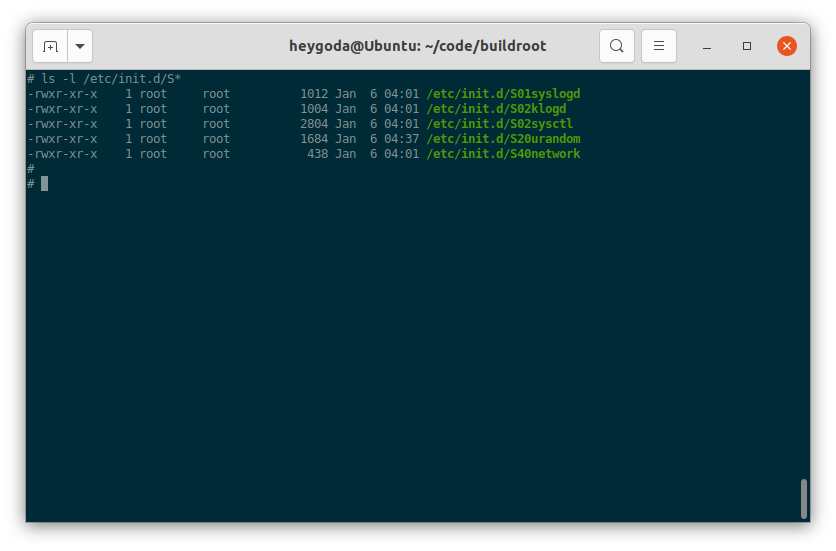 heygoda@Ubuntu: ~/code/buildroot
# ls -l /etc/init.d/S*
-rwxr-xr-x    1 root     root          1012 Jan  6 04:01 /etc/init.d/S01syslogd
-rwxr-xr-x    1 root     root          1004 Jan  6 04:01 /etc/init.d/S02klogd
-rwxr-xr-x    1 root     root          2804 Jan  6 04:01 /etc/init.d/S02sysctl
-rwxr-xr-x    1 root     root          1684 Jan  6 04:37 /etc/init.d/S20urandom
-rwxr-xr-x    1 root     root           438 Jan  6 04:01 /etc/init.d/S40network
#
#